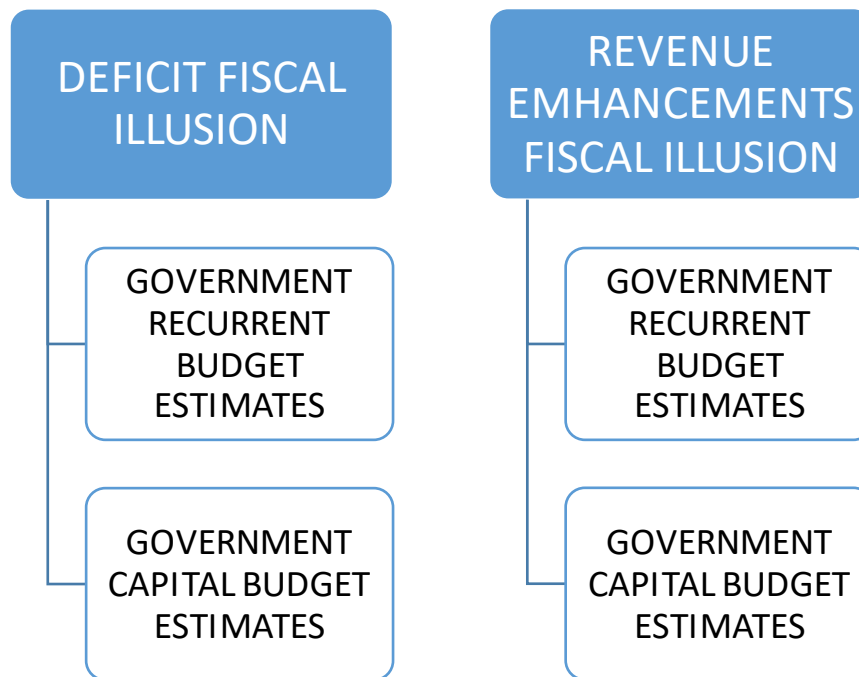 DEFICIT FISCAL
ILLUSION
GOVERNMENT
RECURRENT
BUDGET
ESTIMATES
GOVERNMENT
CAPITAL BUDGET
ESTIMATES
REVENUE
EMHANCEMENTS
FISCAL ILLUSION
GOVERNMENT
RECURRENT
BUDGET
ESTIMATES
GOVERNMENT
CAPITAL BUDGET
ESTIMATES